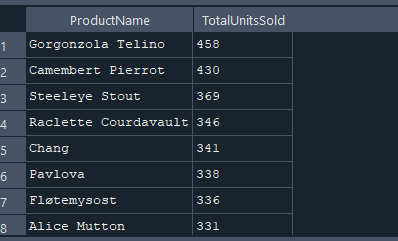 ProductName TotalUnitsSold
1 Gorgonzola Telino 458
2 Camembert Pierrot 430
3 Steeleye Stout 369
4 Raclette Courdavault 346
5 Chang 341
6 Pavlova 338
7 Fløtemysost 336
8 Alice Mutton 331